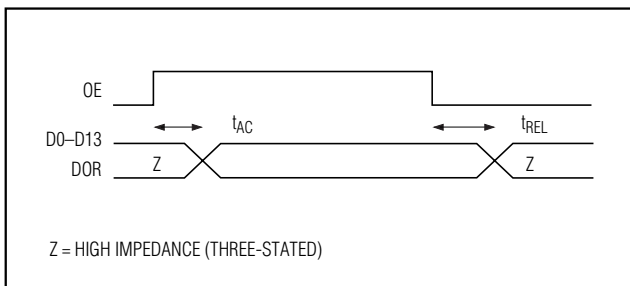 OE
tAC
tREL
D0–D13
DOR
Z
Z
Z = HIGH IMPEDANCE (THREE-STATED)